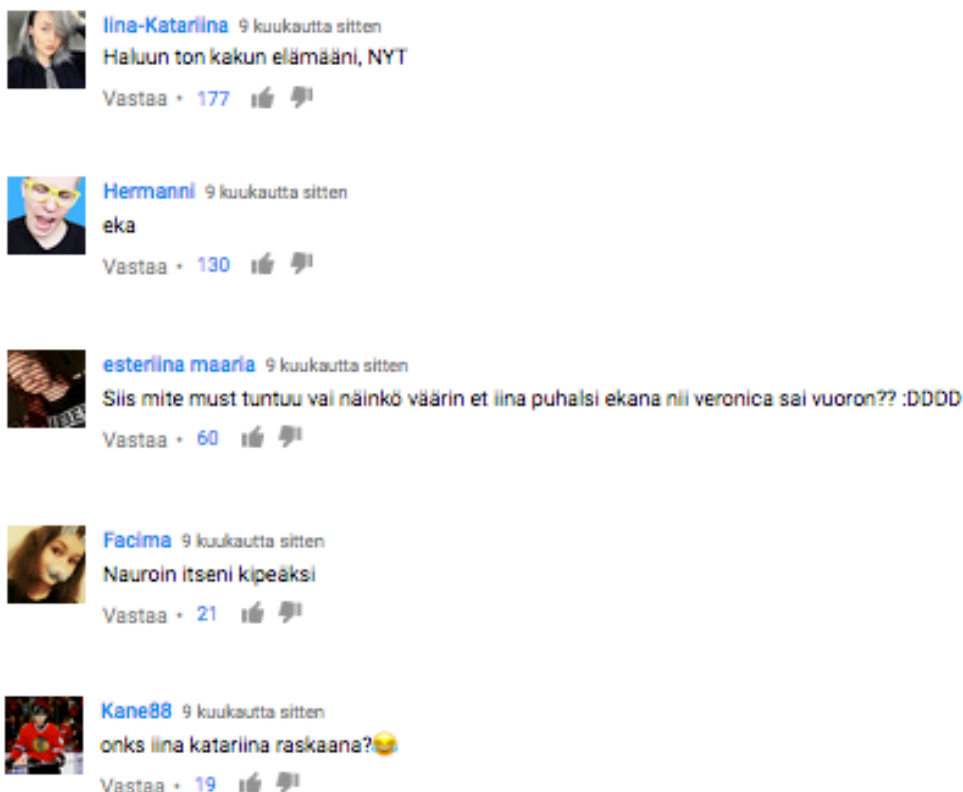 Iina-Katariina 9 kuukautta sitten
Haluun ton kakun elämääni, NYT
Vastaa • 177
Hermanni 9 kuukautta sitten
eka
Vastaa • 130
esteriina maaria 9 kuukautta sitten
Siis mite must tuntuu vai näinkö väärin et iina puhalsi ekana nii veronica sai vuoron?? :DDDD
Vastaa • 60
Facima 9 kuukautta sitten
Nauroin itseni kipeäksi
Vastaa • 21
Kane88 9 kuukautta sitten
onks iina katariina raskaana?😂
Vastaa • 19